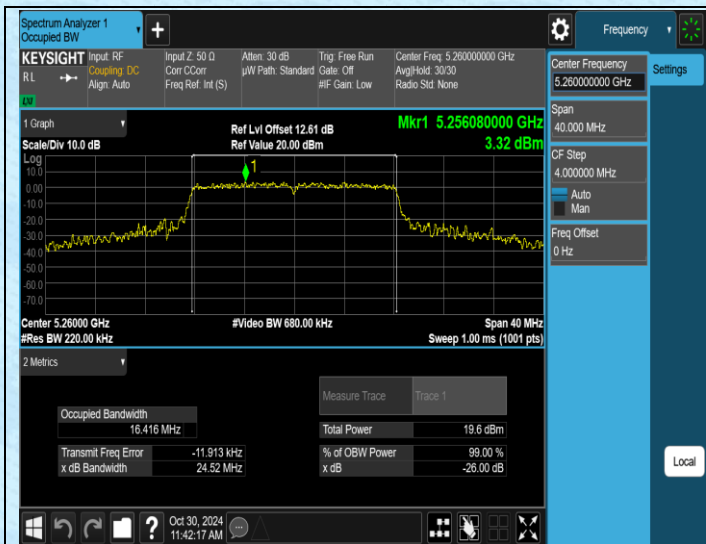 Spectrum Analyzer 1
Occupied BW
+
Frequency
KEYSIGHT
RL
Input: RF
Coupling: DC
Align: Auto
Input Z: 50 Ω
Corr CCorr
Freq Ref: Int (S)
Atten: 30 dB
µW Path: Standard
Trig: Free Run
Gate: Off
#IF Gain: Low
Center Freq: 5.260000000 GHz
Avg|Hold: 30/30
Radio Std: None
Center Frequency
5.260000000 GHz
Settings
Span
40.000 MHz
CF Step
4.000000 MHz
Auto
Man
Freq Offset
0 Hz
Local
1 Graph
Scale/Div 10.0 dB
Ref Lvl Offset 12.61 dB
Ref Value 20.00 dBm
Mkr1 5.256080000 GHz
3.32 dBm
Log
10.0
0.00
-10.0
-20.0
-30.0
-40.0
-50.0
-60.0
-70.0
1
Center 5.26000 GHz
#Res BW 220.00 kHz
#Video BW 680.00 kHz
Span 40 MHz
Sweep 1.00 ms (1001 pts)
2 Metrics
Measure Trace
Trace 1
Occupied Bandwidth
16.416 MHz
Total Power
19.6 dBm
Transmit Freq Error
-11.913 kHz
% of OBW Power
99.00 %
x dB Bandwidth
24.52 MHz
x dB
-26.00 dB
?
Oct 30, 2024
11:42:17 AM